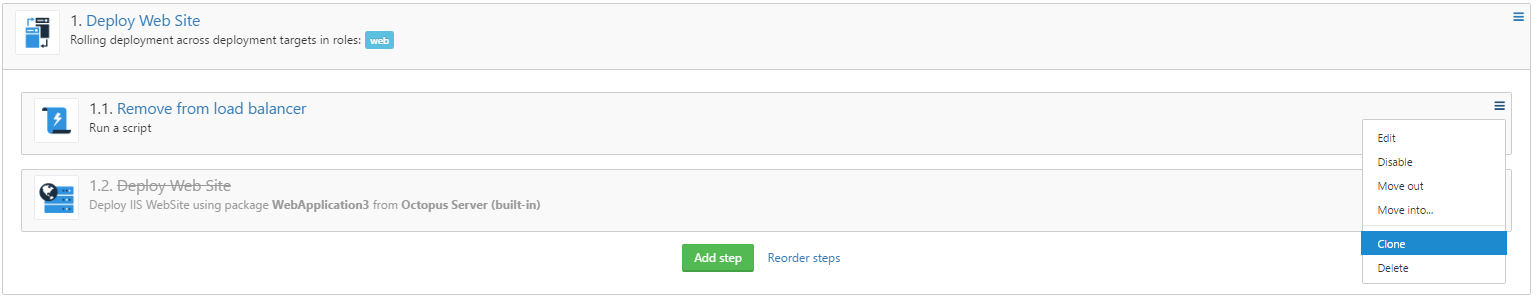 1. Deploy Web Site
Rolling deployment across deployment targets in roles: web
1.1. Remove from load balancer
Run a script
Edit
Disable
Move out
Move into...
Clone
Delete
1.2. Deploy Web Site
Deploy IIS WebSite using package WebApplication3 from Octopus Server (built-in)
Add step Reorder steps